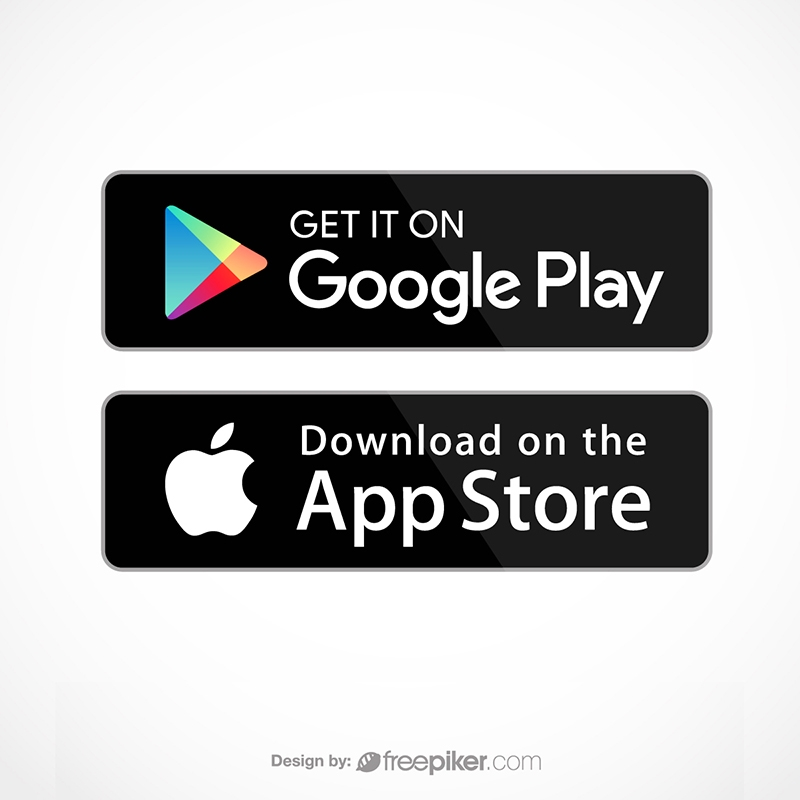 GET IT ON
Google Play
Download on the
App Store
Design by: freepiker.com